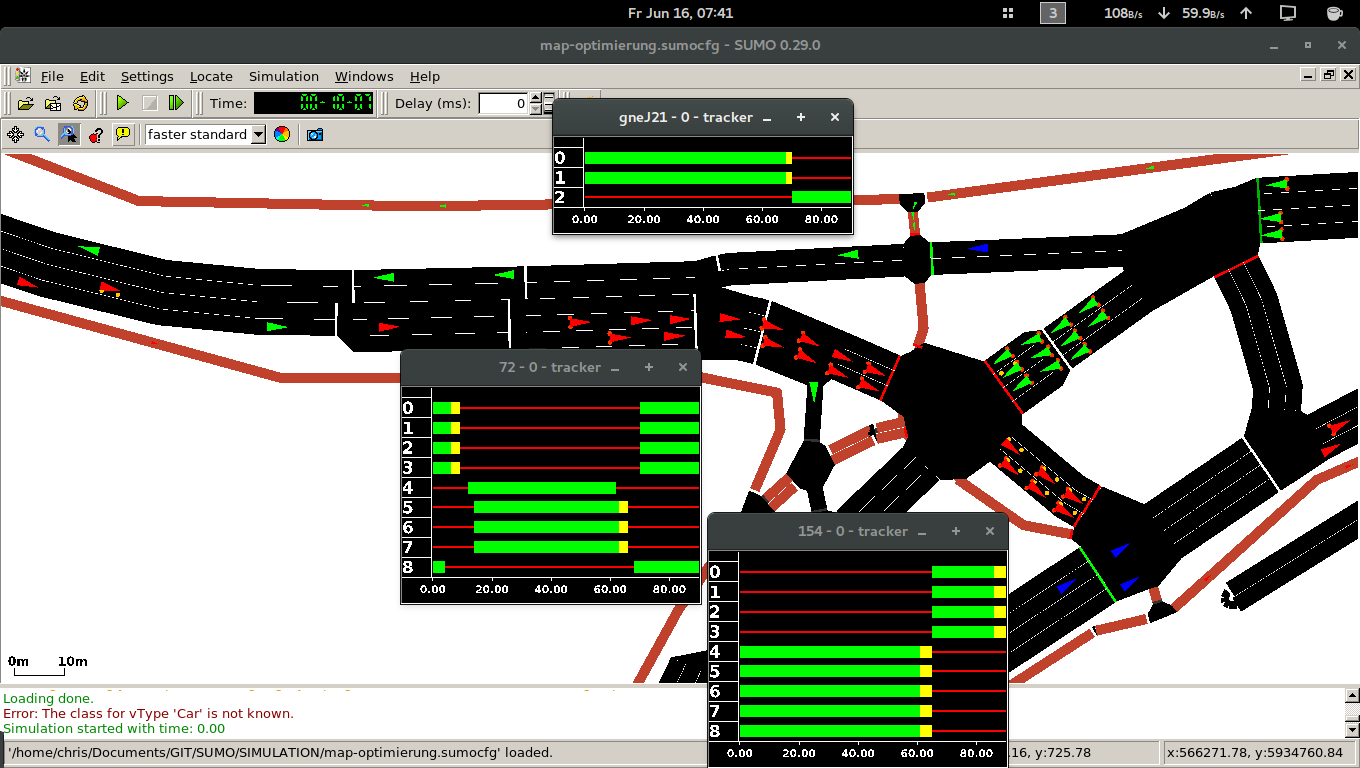 Fr Jun 16, 07:41
3
108B/s
59.9B/s
map-optimierung.sumocfg - SUMO 0.29.0
File Edit Settings Locate Simulation Windows Help
Time: 00-10-07 Delay (ms): 0
faster standard
gneJ21 - 0 - tracker
0
1
2
0.00 20.00 40.00 60.00 80.00
72 - 0 - tracker
0
1
2
3
4
5
6
7
8
0.00 20.00 40.00 60.00 80.00
154 - 0 - tracker
0
1
2
3
4
5
6
7
8
0.00 20.00 40.00 60.00 80.00
0m 10m
Loading done.
Error: The class for vType 'Car' is not known.
Simulation started with time: 0.00
'/home/chris/Documents/GIT/SUMO/SIMULATION/map-optimierung.sumocfg' loaded.
.16, y:725.78
x:566271.78, y:5934760.84